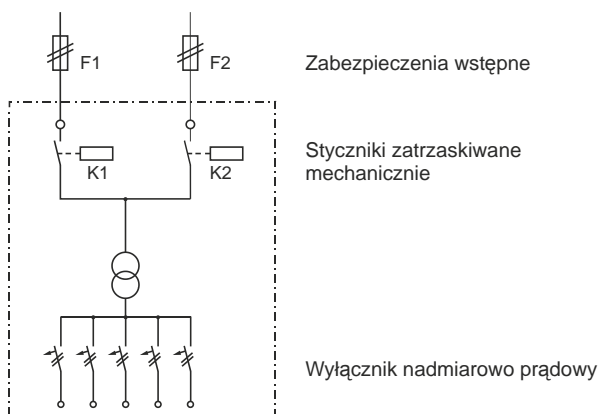 F1
F2
Zabezpieczenia wstępne
K1
K2
Styczniki zatrzaskiwane
mechanicznie
Wyłącznik nadmiarowo prądowy